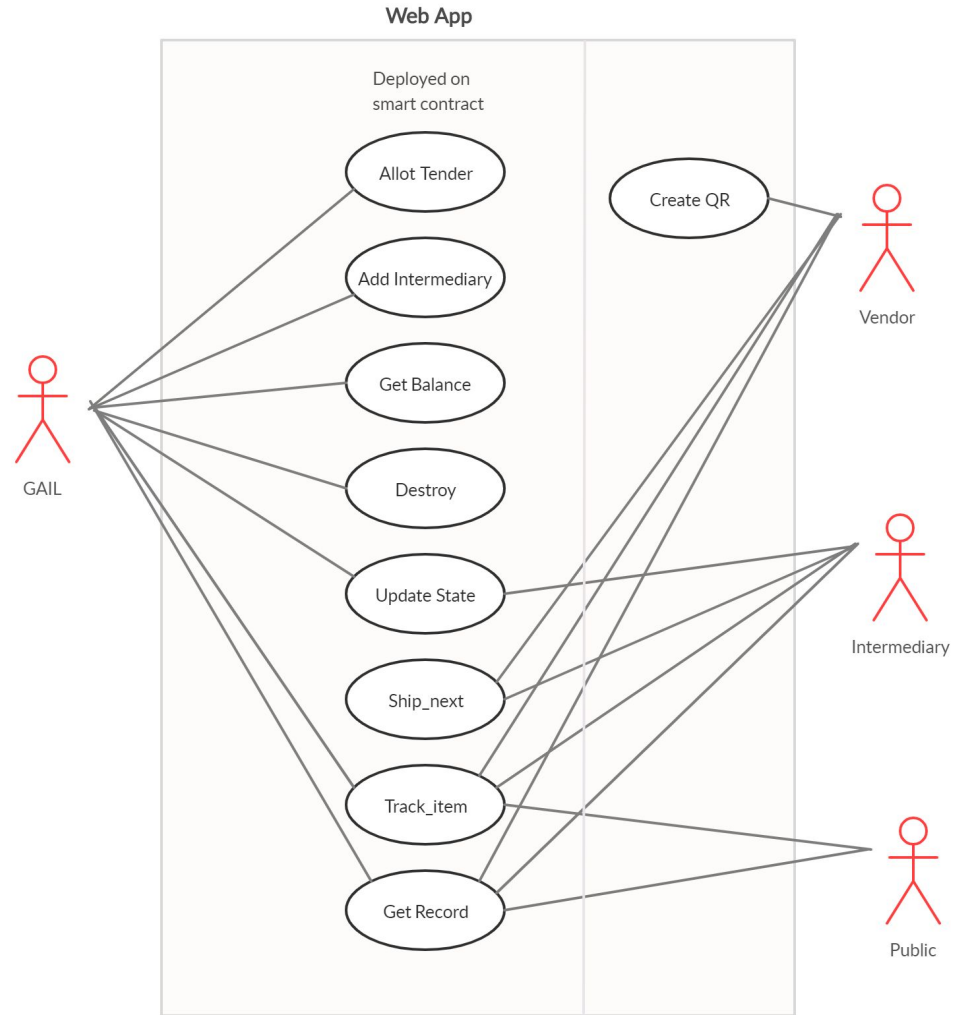 Web App
Deployed on
smart contract
Allot Tender
Create QR
Add Intermediary
Vendor
Get Balance
GAIL
Destroy
Update State
Intermediary
Ship_next
Track_item
Get Record
Public